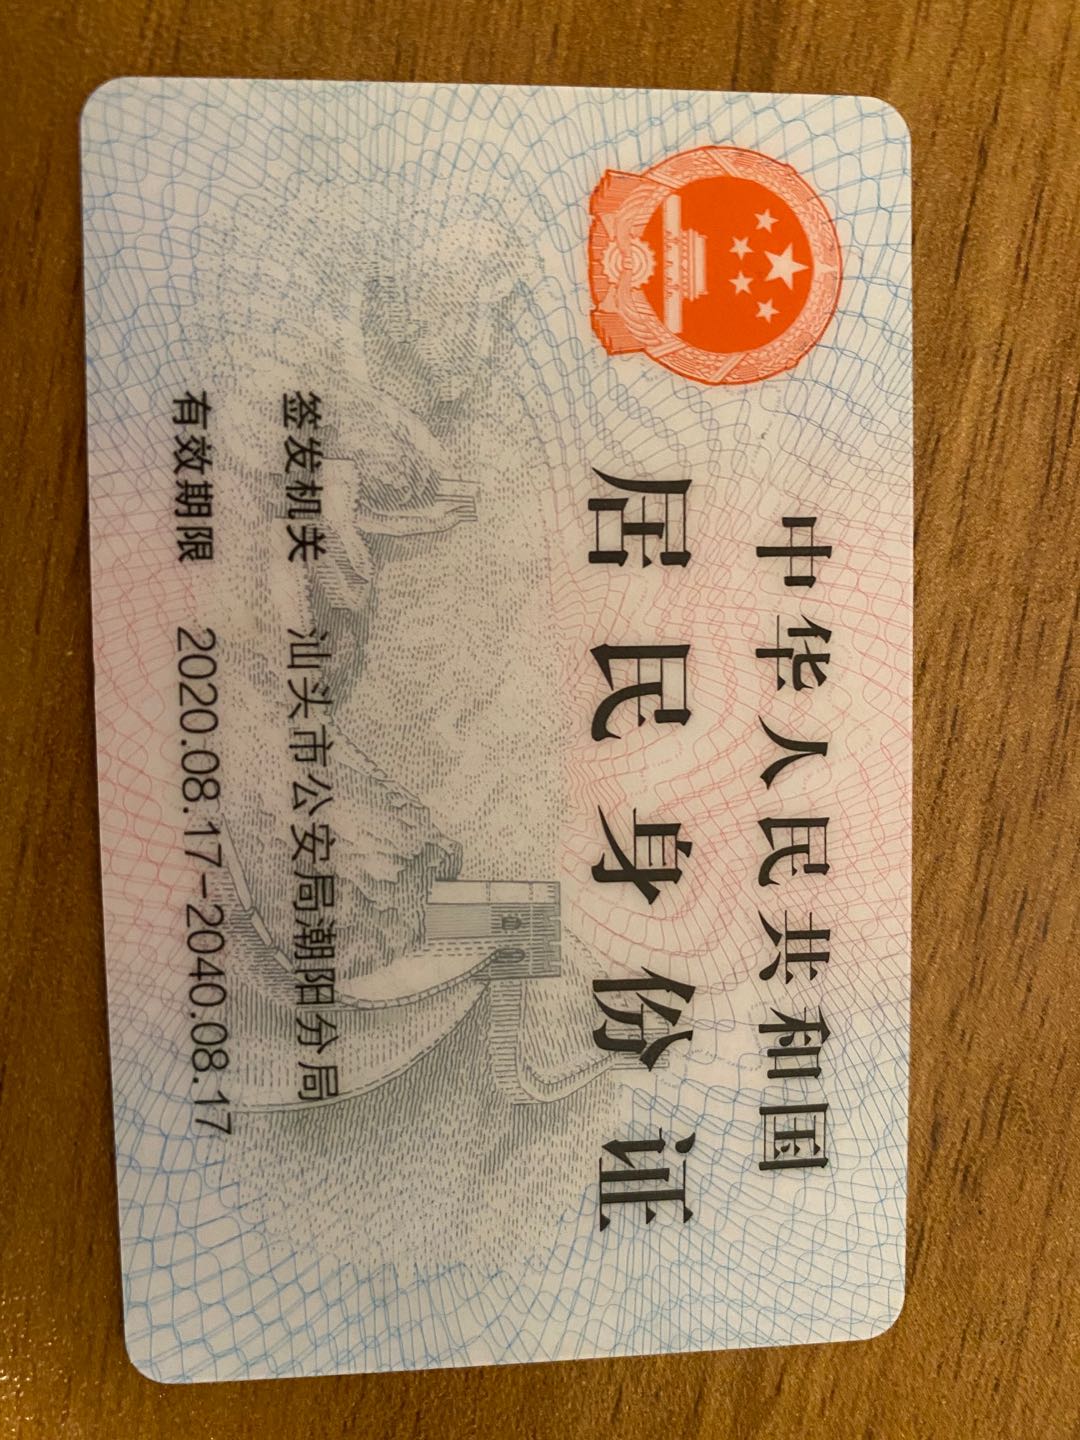 中华人民共和国
居民身份证
签发机关 汕头市公安局潮阳分局
有效期限 2020.08.17-2040.08.17